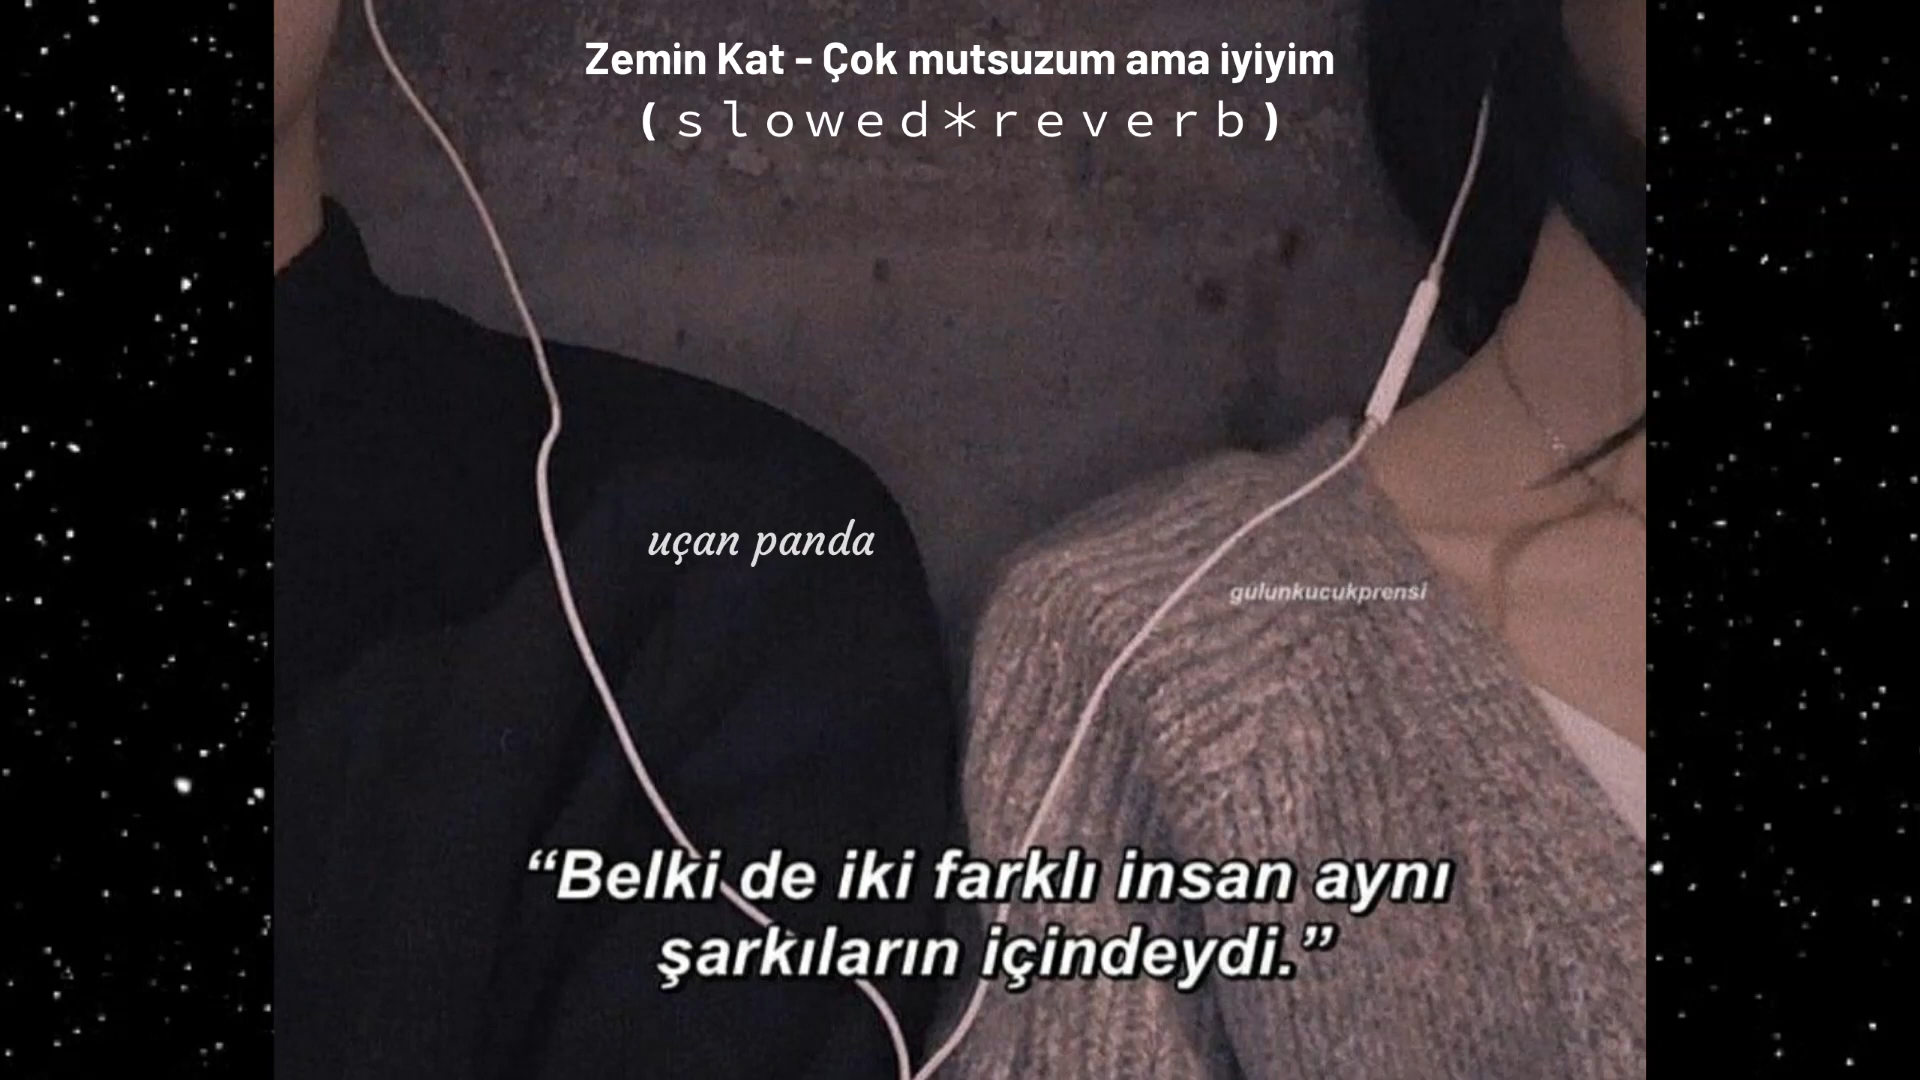 Zemin Kat - Çok mutsuzum ama iyiyim
(slowed*reverb)
uçan panda
gulunkucukprensi
“Belki de iki farklı insan aynı
şarkıların içindeydi.”